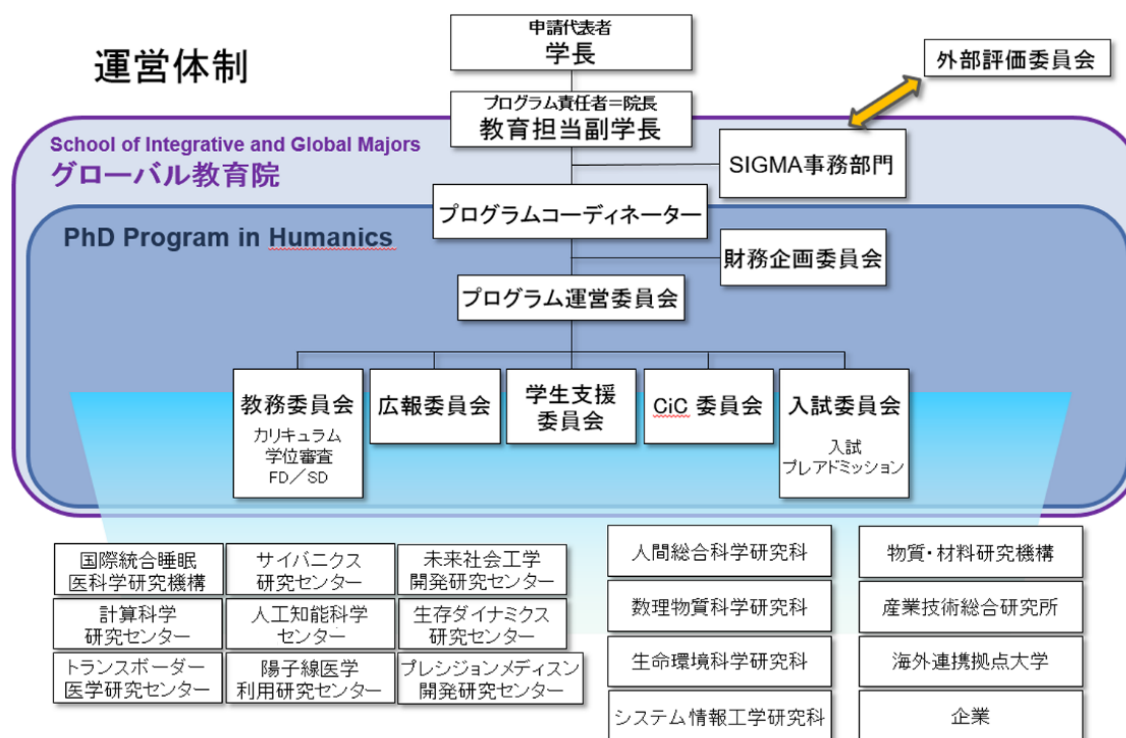 運営体制
申請代表者
学長
外部評価委員会
プログラム責任者=院長
教育担当副学長
School of Integrative and Global Majors
グローバル教育院
SIGMA事務部門
プログラムコーディネーター
PhD Program in Humanics
財務企画委員会
プログラム運営委員会
教務委員会
カリキュラム
学位審査
FD/SD
広報委員会
学生支援
委員会
CiC 委員会
入試委員会
入試
プレアドミッション
国際統合睡眠
医科学研究機構
サイバニクス
研究センター
未来社会工学
開発研究センター
計算科学
研究センター
人工知能科学
センター
生存ダイナミクス
研究センター
トランスボーダー
医学研究センター
陽子線医学
利用研究センター
プレシジョンメディスン
開発研究センター
人間総合科学研究科
数理物質科学研究科
生命環境科学研究科
システム情報工学研究科
物質・材料研究機構
産業技術総合研究所
海外連携拠点大学
企業